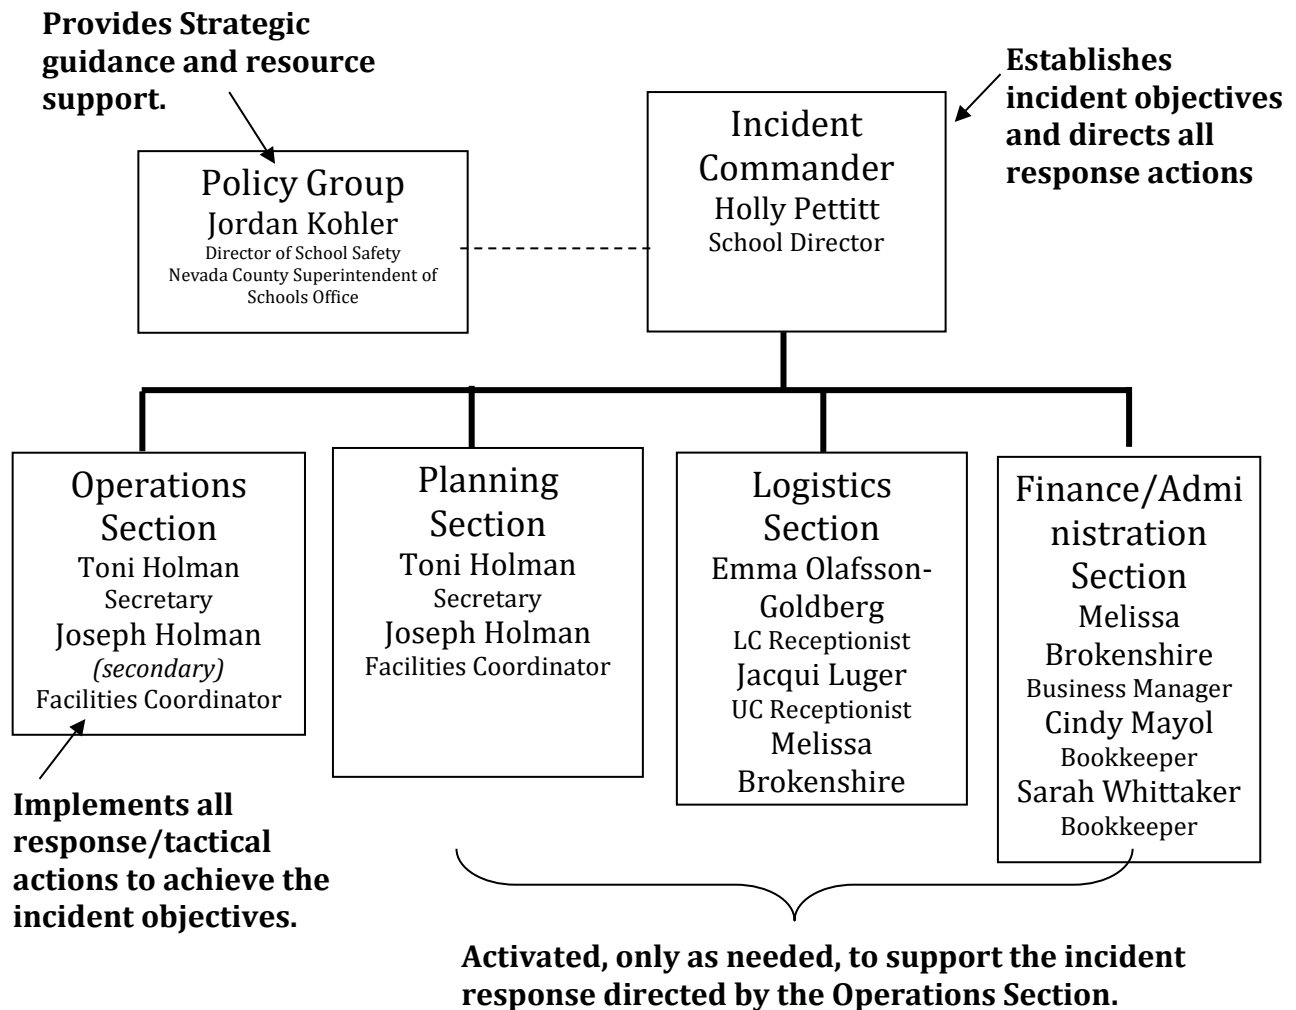 Provides Strategic
guidance and resource
support.
Establishes
incident objectives
and directs all
response actions
Incident
Commander
Holly Pettitt
School Director
Policy Group
Jordan Kohler
Director of School Safety
Nevada County Superintendent of
Schools Office
Operations
Section
Toni Holman
Secretary
Joseph Holman
(secondary)
Facilities Coordinator
Planning
Section
Toni Holman
Secretary
Joseph Holman
Facilities Coordinator
Logistics
Section
Emma Olafsson-
Goldberg
LC Receptionist
Jacqui Luger
UC Receptionist
Melissa
Brokenshire
Finance/Admi
nistration
Section
Melissa
Brokenshire
Business Manager
Cindy Mayol
Bookkeeper
Sarah Whittaker
Bookkeeper
Implements all
response/tactical
actions to achieve the
incident objectives.
Activated, only as needed, to support the incident
response directed by the Operations Section.